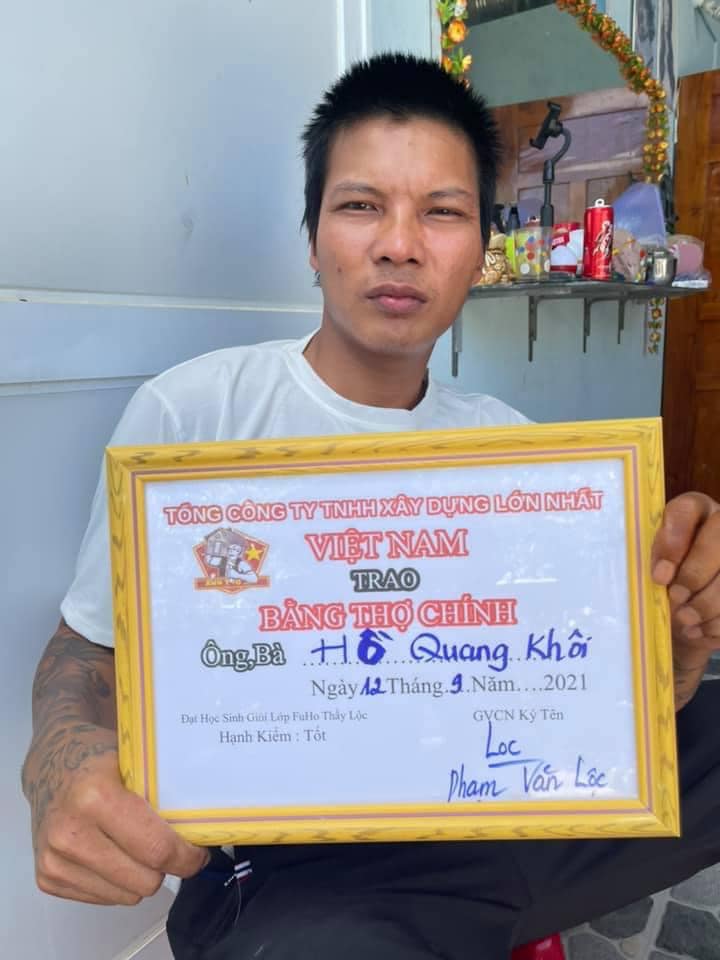 TỔNG CÔNG TY TNHH XÂY DỰNG LỚN NHẤT
VIỆT NAM
TRAO
BẰNG THỢ CHÍNH
Ông,Bà Hồ Quang Khôi
Ngày 12 Tháng.9.Năm....2021
Đại Học Sinh Giỏi Lớp FuHo Thầy Lộc
Hạnh Kiểm : Tốt
GVCN Ký Tên
Loc
Phạm Văn Lộc